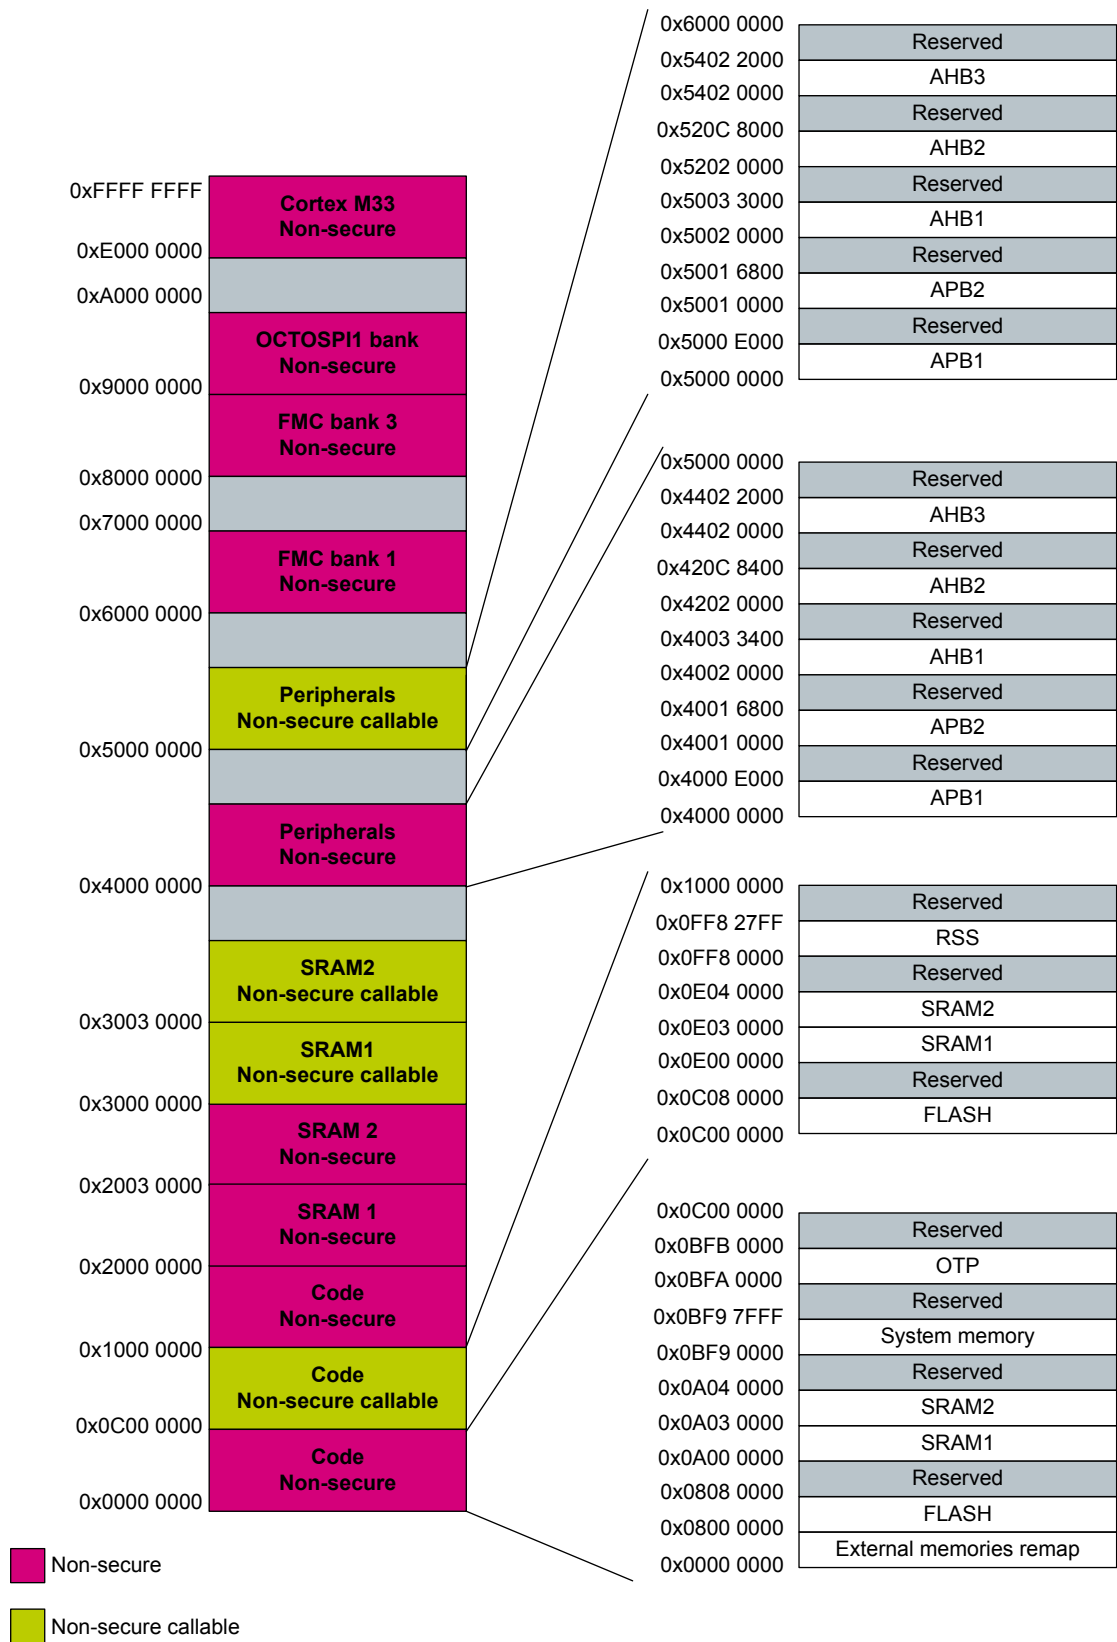 0xFFFF FFFF
Cortex M33
Non-secure
0xE000 0000
0xA000 0000
OCTOSPI1 bank
Non-secure
0x9000 0000
FMC bank 3
Non-secure
0x8000 0000
0x7000 0000
FMC bank 1
Non-secure
0x6000 0000
Peripherals
Non-secure callable
0x5000 0000
Peripherals
Non-secure
0x4000 0000
SRAM2
Non-secure callable
0x3003 0000
SRAM1
Non-secure callable
0x3000 0000
SRAM 2
Non-secure
0x2003 0000
SRAM 1
Non-secure
0x2000 0000
Code
Non-secure
0x1000 0000
Code
Non-secure callable
0x0C00 0000
Code
Non-secure
0x0000 0000
0x6000 0000
Reserved
0x5402 2000
AHB3
0x5402 0000
Reserved
0x520C 8000
AHB2
0x5202 0000
Reserved
0x5003 3000
AHB1
0x5002 0000
Reserved
0x5001 6800
APB2
0x5001 0000
Reserved
0x5000 E000
APB1
0x5000 0000
0x5000 0000
Reserved
0x4402 2000
AHB3
0x4402 0000
Reserved
0x420C 8400
AHB2
0x4202 0000
Reserved
0x4003 3400
AHB1
0x4002 0000
Reserved
0x4001 6800
APB2
0x4001 0000
Reserved
0x4000 E000
APB1
0x4000 0000
0x1000 0000
Reserved
0x0FF8 27FF
RSS
0x0FF8 0000
Reserved
0x0E04 0000
SRAM2
0x0E03 0000
SRAM1
0x0E00 0000
Reserved
0x0C08 0000
FLASH
0x0C00 0000
0x0C00 0000
Reserved
0x0BFB 0000
OTP
0x0BFA 0000
Reserved
0x0BF9 7FFF
System memory
0x0BF9 0000
Reserved
0x0A04 0000
SRAM2
0x0A03 0000
SRAM1
0x0A00 0000
Reserved
0x0808 0000
FLASH
0x0800 0000
External memories remap
0x0000 0000
Non-secure
Non-secure callable